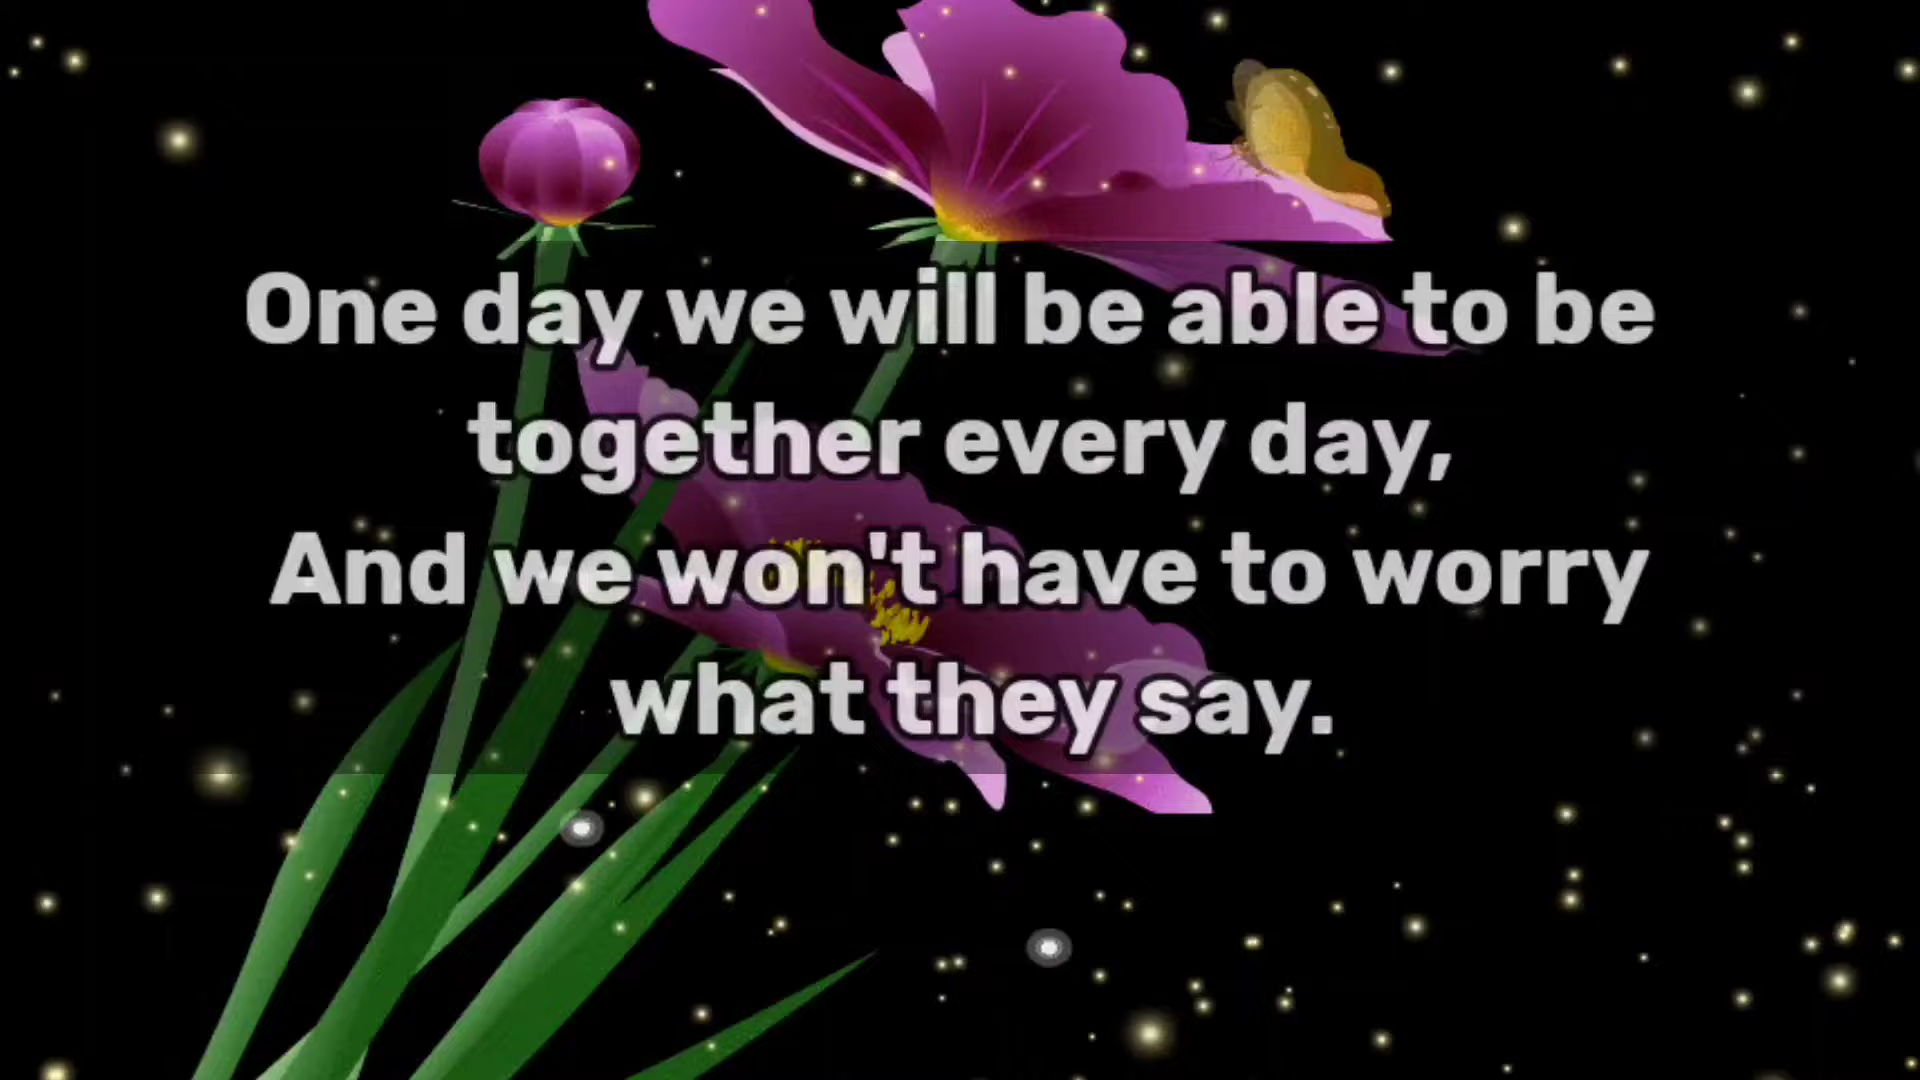 One day we will be able to be
together every day,
And we won't have to worry
what they say.